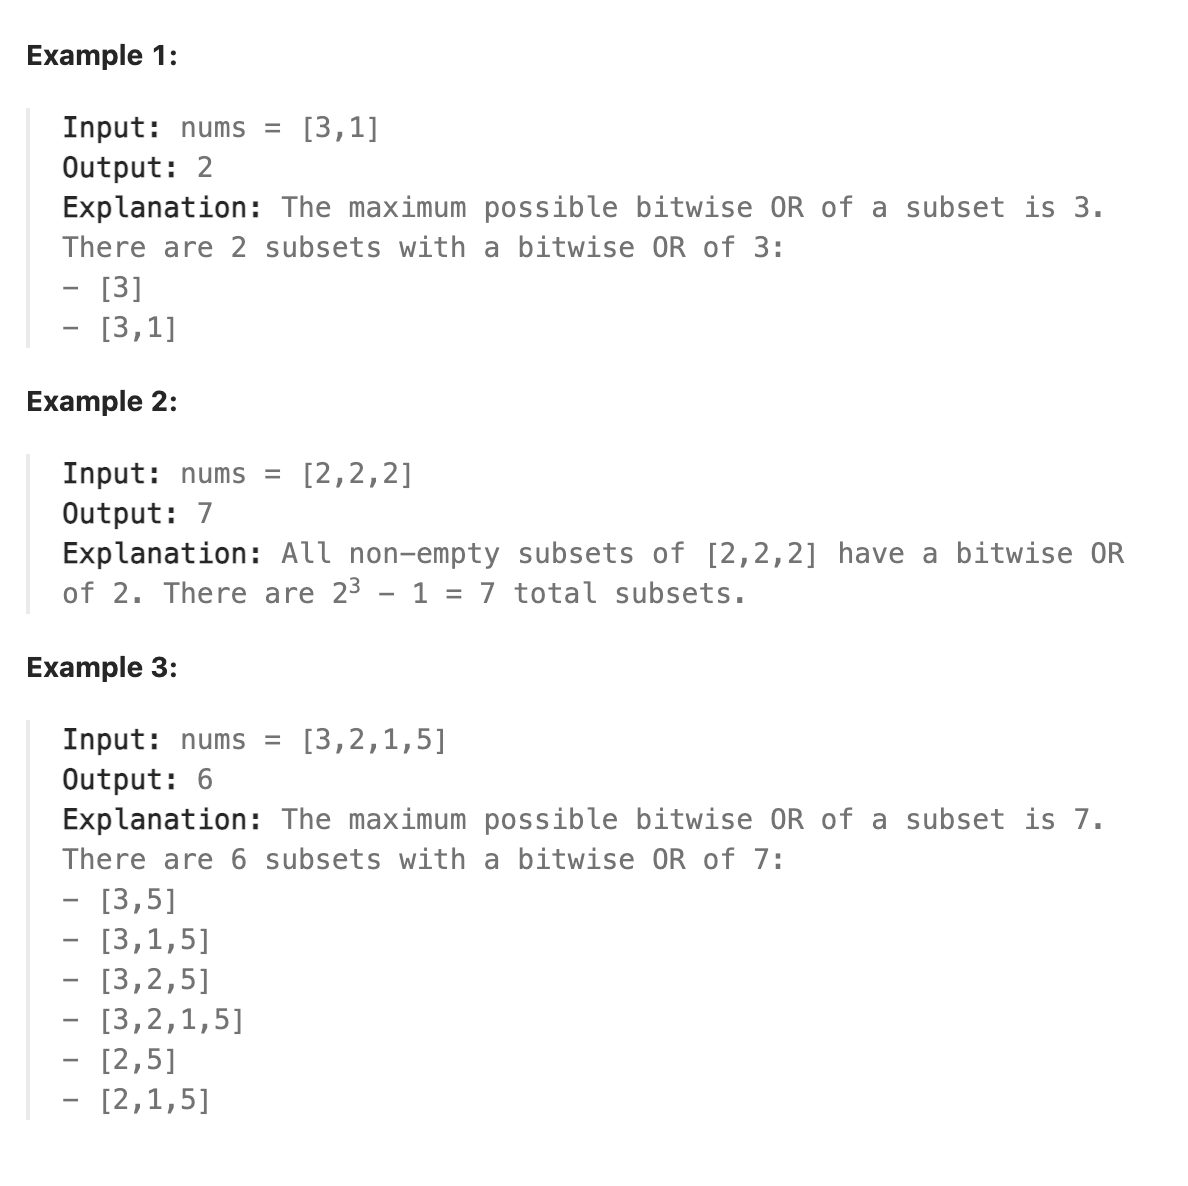 Example 1:
Input: nums = [3,1]
Output: 2
Explanation: The maximum possible bitwise OR of a subset is 3.
There are 2 subsets with a bitwise OR of 3:
- [3]
- [3,1]
Example 2:
Input: nums = [2,2,2]
Output: 7
Explanation: All non-empty subsets of [2,2,2] have a bitwise OR
of 2. There are 2³ - 1 = 7 total subsets.
Example 3:
Input: nums = [3,2,1,5]
Output: 6
Explanation: The maximum possible bitwise OR of a subset is 7.
There are 6 subsets with a bitwise OR of 7:
- [3,5]
- [3,1,5]
- [3,2,5]
- [3,2,1,5]
- [2,5]
- [2,1,5]